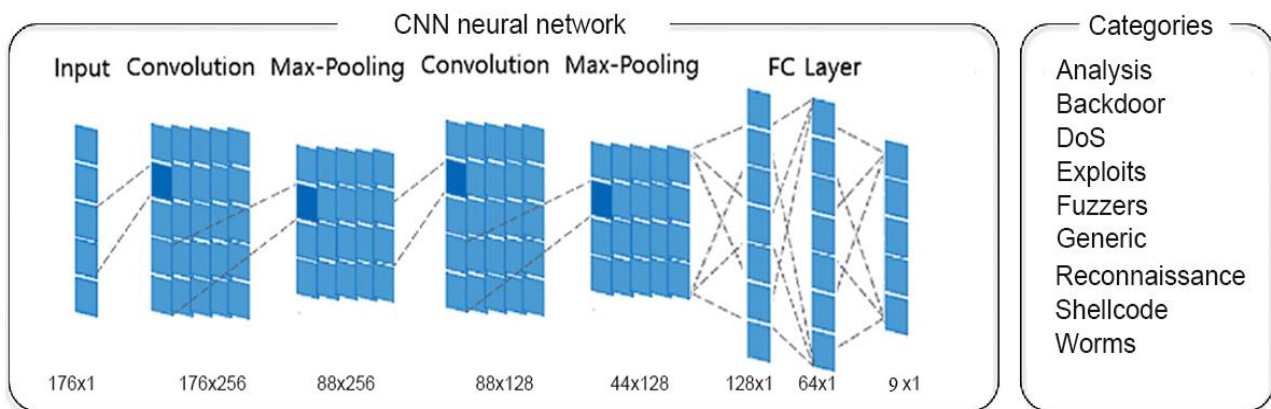 CNN neural network
Input Convolution Max-Pooling Convolution Max-Pooling FC Layer
176x1 176x256 88x256 88x128 44x128 128x1 64x1 9 x1
Categories
Analysis
Backdoor
DoS
Exploits
Fuzzers
Generic
Reconnaissance
Shellcode
Worms